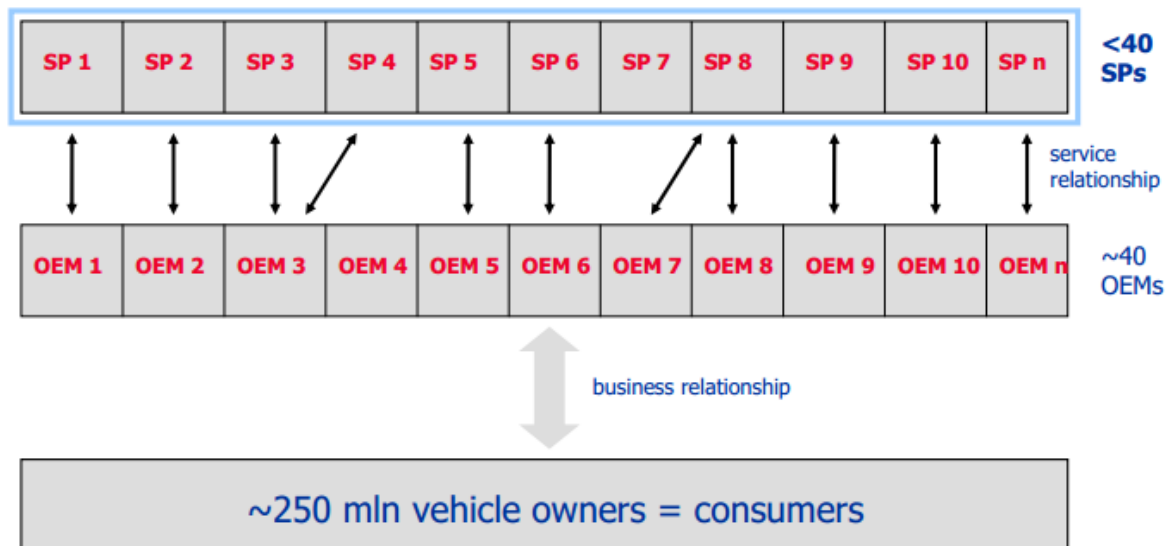 SP 1 SP 2 SP 3 SP 4 SP 5 SP 6 SP 7 SP 8 SP 9 SP 10 SP n
<40
SPs
service
relationship
OEM 1 OEM 2 OEM 3 OEM 4 OEM 5 OEM 6 OEM 7 OEM 8 OEM 9 OEM 10 OEM n
~40
OEMs
business relationship
~250 mln vehicle owners = consumers